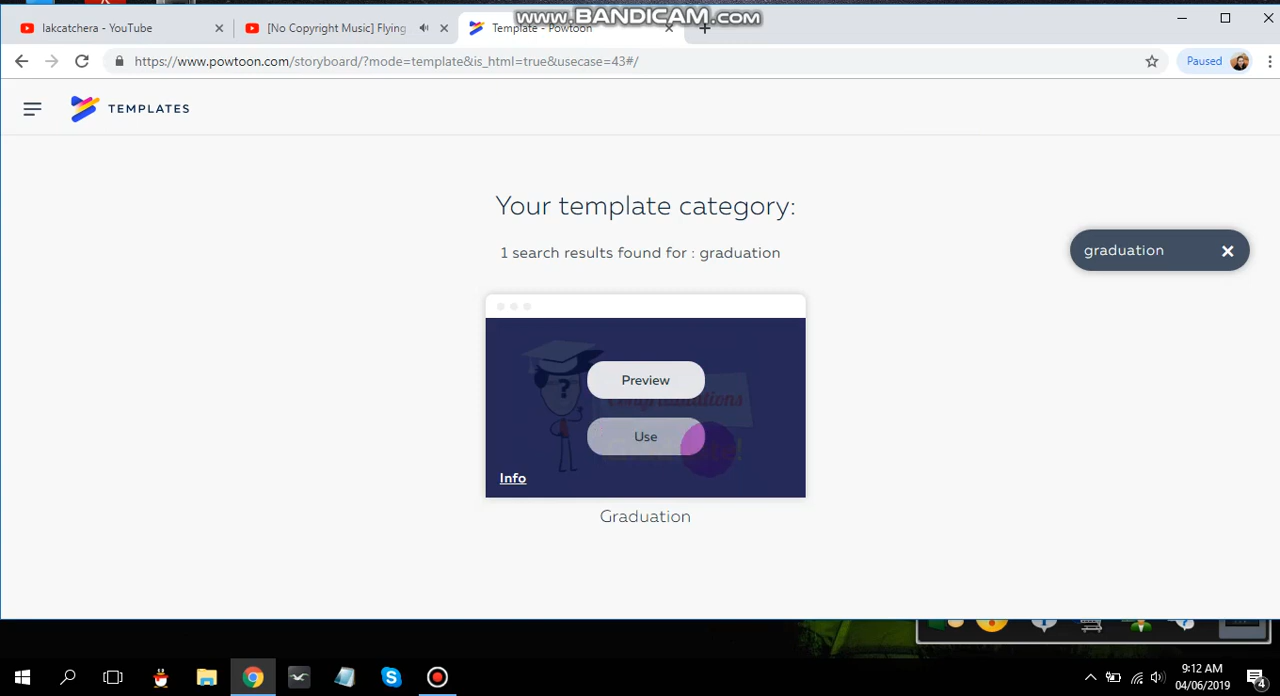 www.BANDICAM.com
lakcatchera - YouTube
[No Copyright Music] Flying
Template - Powtoon
https://www.powtoon.com/storyboard/?mode=template&is_html=true&usecase=43#/
Paused
TEMPLATES
Your template category:
1 search results found for : graduation
graduation
Preview
Congratulations
Use
Info
Graduation
9:12 AM
04/06/2019
4